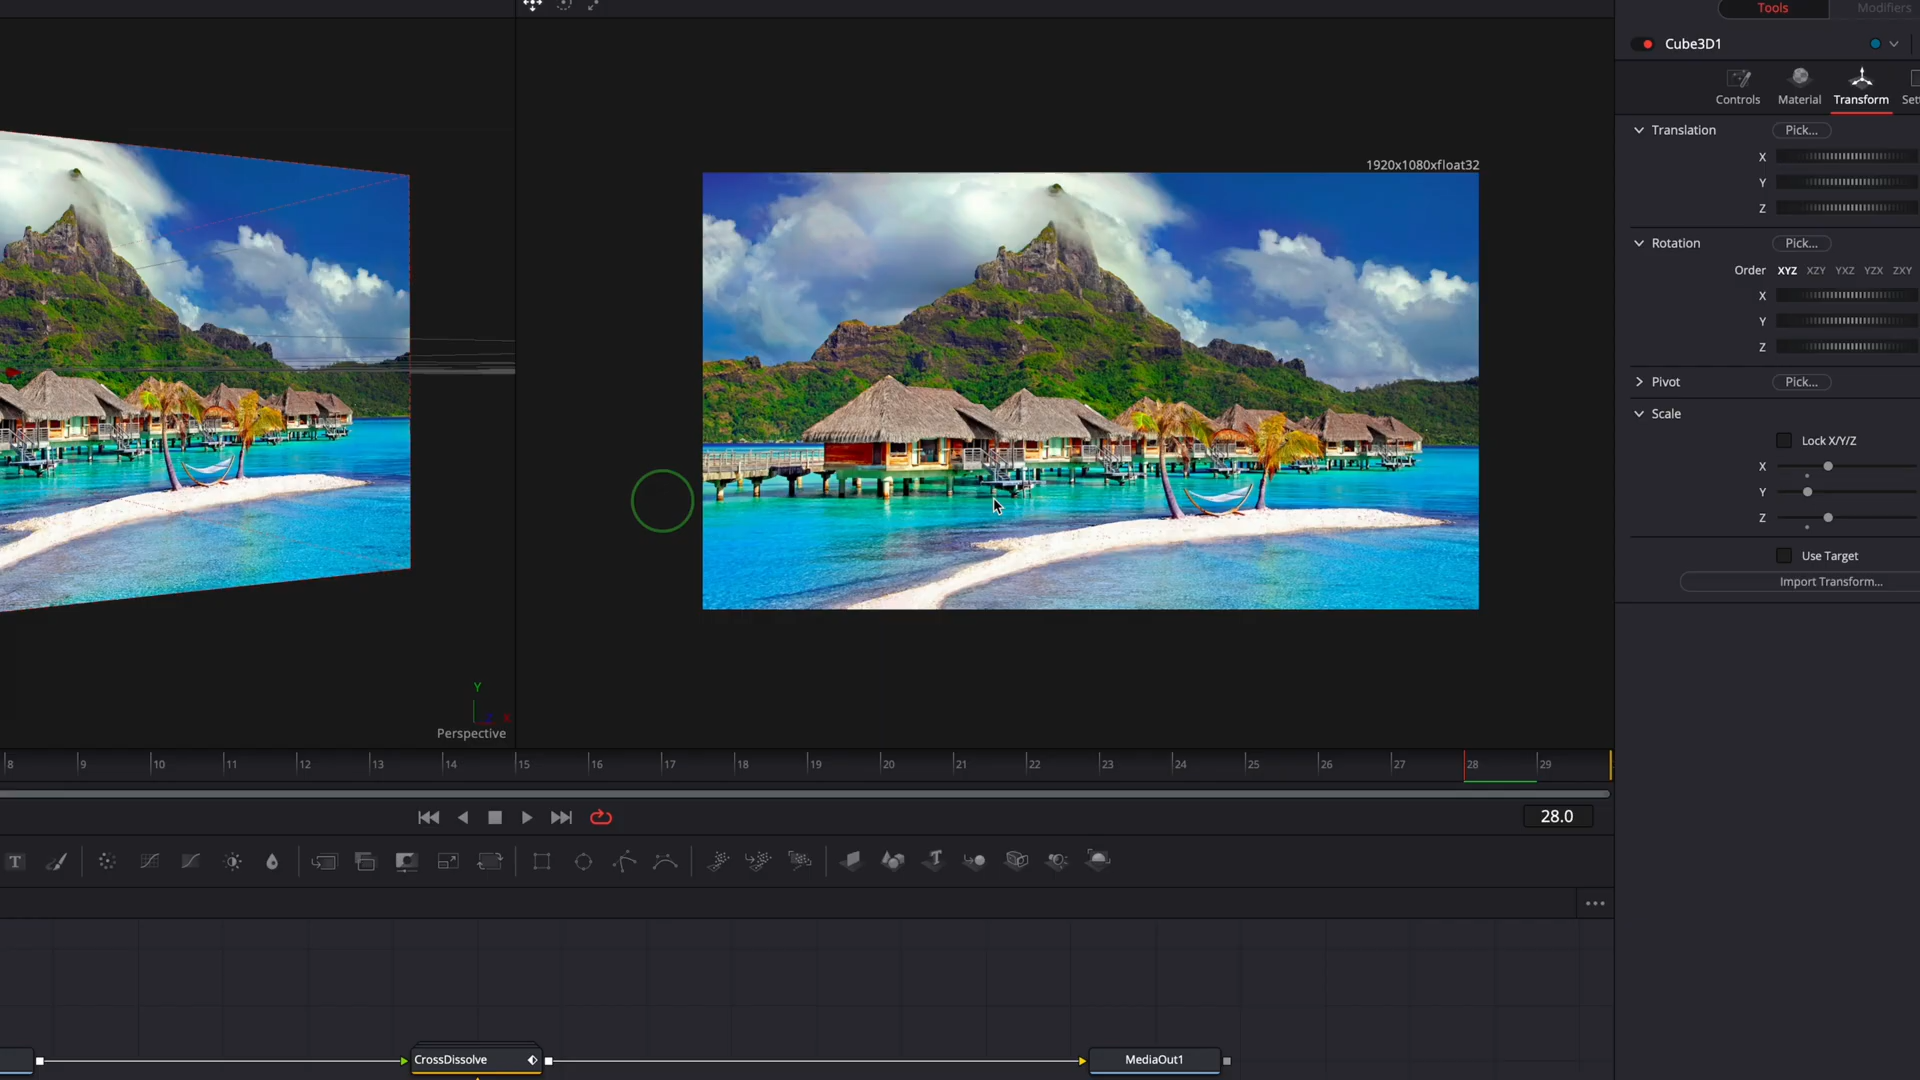 Tools
Modifiers
Cube3D1
Controls
Material
Transform
Sett
Translation
Pick...
X
Y
Z
Rotation
Pick...
Order XYZ XZY YXZ YZX ZXY
X
Y
Z
Pivot
Pick...
Scale
Lock X/Y/Z
X
Y
Z
Use Target
Import Transform...
1920x1080xfloat32
Y
X
Perspective
8 9 10 11 12 13 14 15 16 17 18 19 20 21 22 23 24 25 26 27 28 29
28.0
T
T
CrossDissolve
MediaOut1